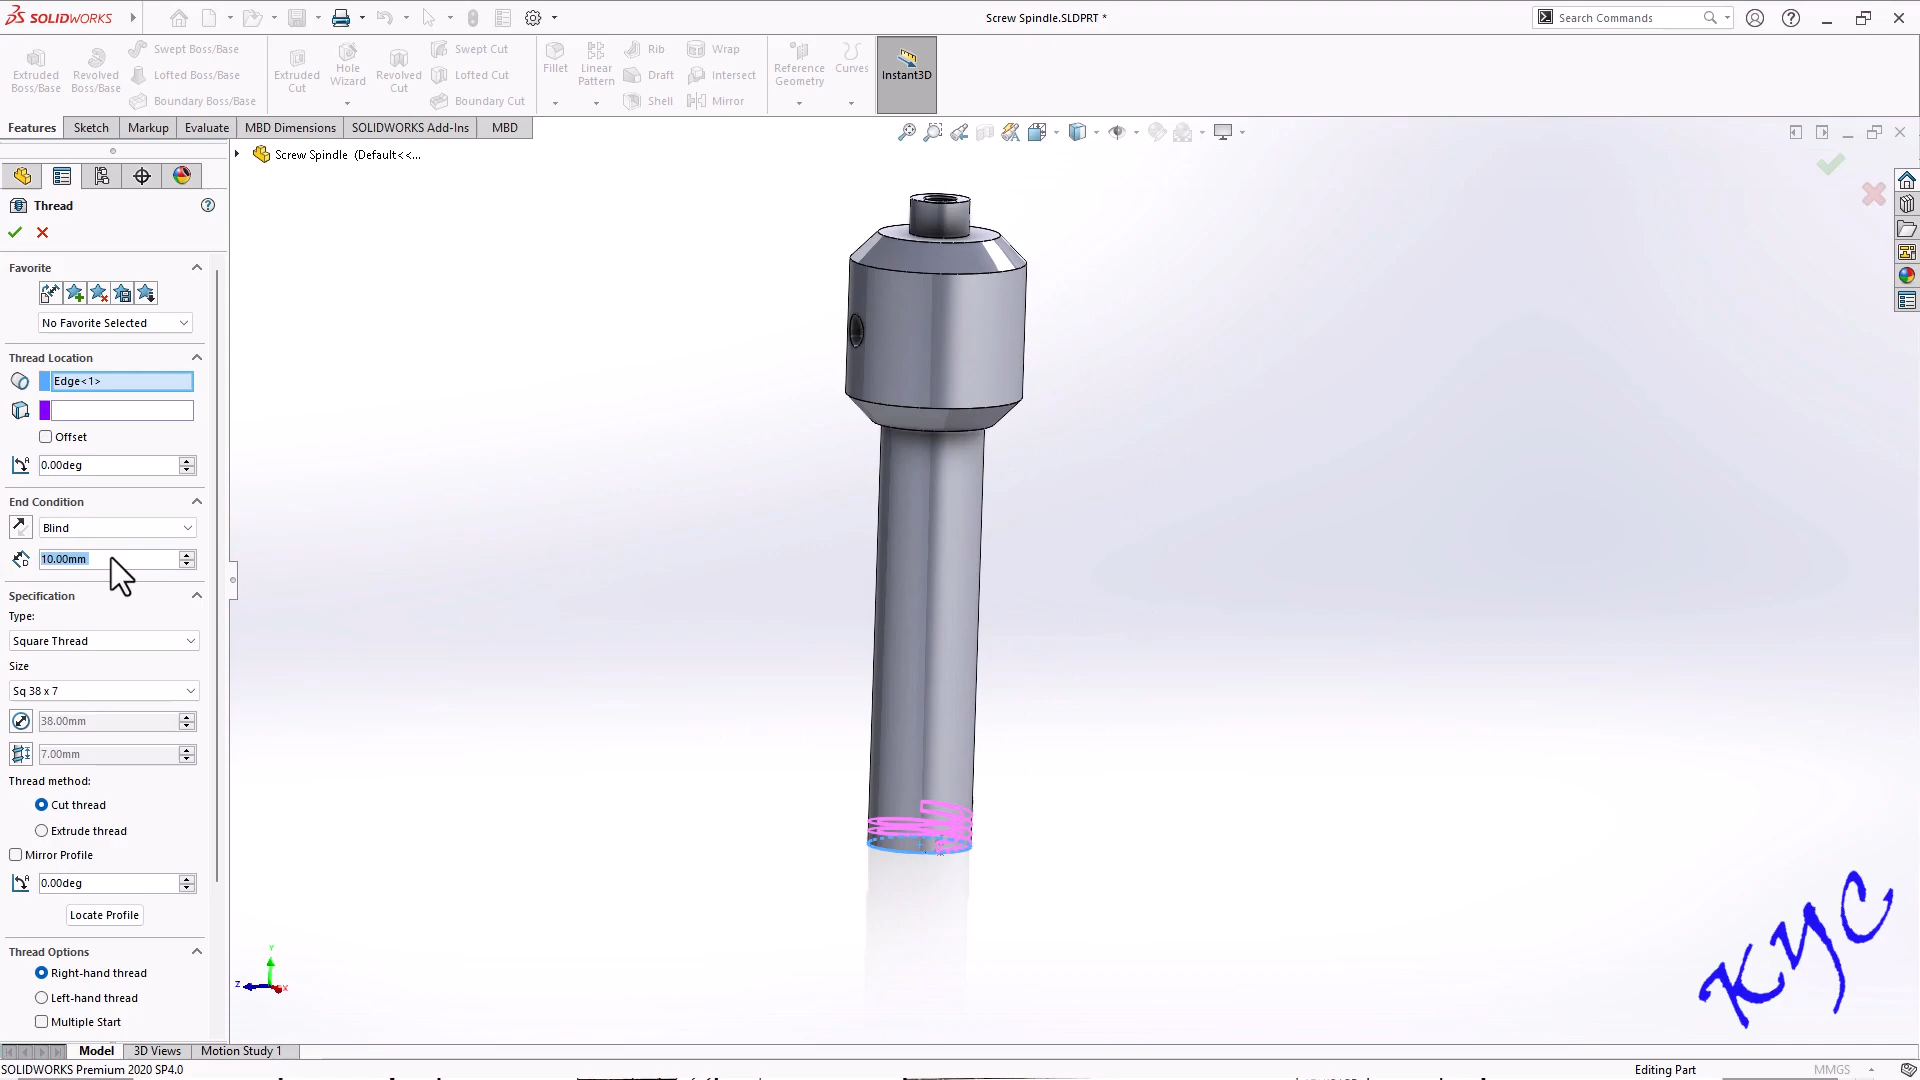 SOLIDWORKS
Screw Spindle.SLDPRT *
Search Commands
Extruded Boss/Base
Revolved Boss/Base
Swept Boss/Base
Lofted Boss/Base
Boundary Boss/Base
Extruded Cut
Hole Wizard
Revolved Cut
Swept Cut
Lofted Cut
Boundary Cut
Fillet
Linear Pattern
Rib
Draft
Shell
Wrap
Intersect
Mirror
Reference Geometry
Curves
Instant3D
Features
Sketch
Markup
Evaluate
MBD Dimensions
SOLIDWORKS Add-Ins
MBD
Screw Spindle (Default<<...
Thread
Favorite
No Favorite Selected
Thread Location
Edge<1>
Offset
0.00deg
End Condition
Blind
10.00mm
Specification
Type:
Square Thread
Size
Sq 38 x 7
38.00mm
7.00mm
Thread method:
Cut thread
Extrude thread
Mirror Profile
0.00deg
Locate Profile
Thread Options
Right-hand thread
Left-hand thread
Multiple Start
Y
Z
X
KYC
Model
3D Views
Motion Study 1
SOLIDWORKS Premium 2020 SP4.0
Editing Part
MMGS